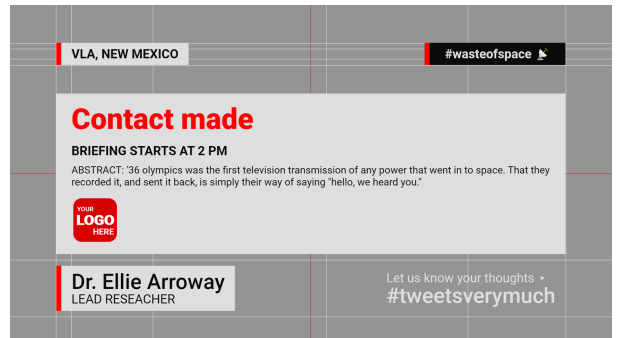 VLA, NEW MEXICO
#wasteofspace
Contact made
BRIEFING STARTS AT 2 PM
ABSTRACT: '36 olympics was the first television transmission of any power that went in to space. That they
recorded it, and sent it back, is simply their way of saying "hello, we heard you."
YOUR
LOGO
HERE
Dr. Ellie Arroway
LEAD RESEACHER
Let us know your thoughts ‣
#tweetsverymuch